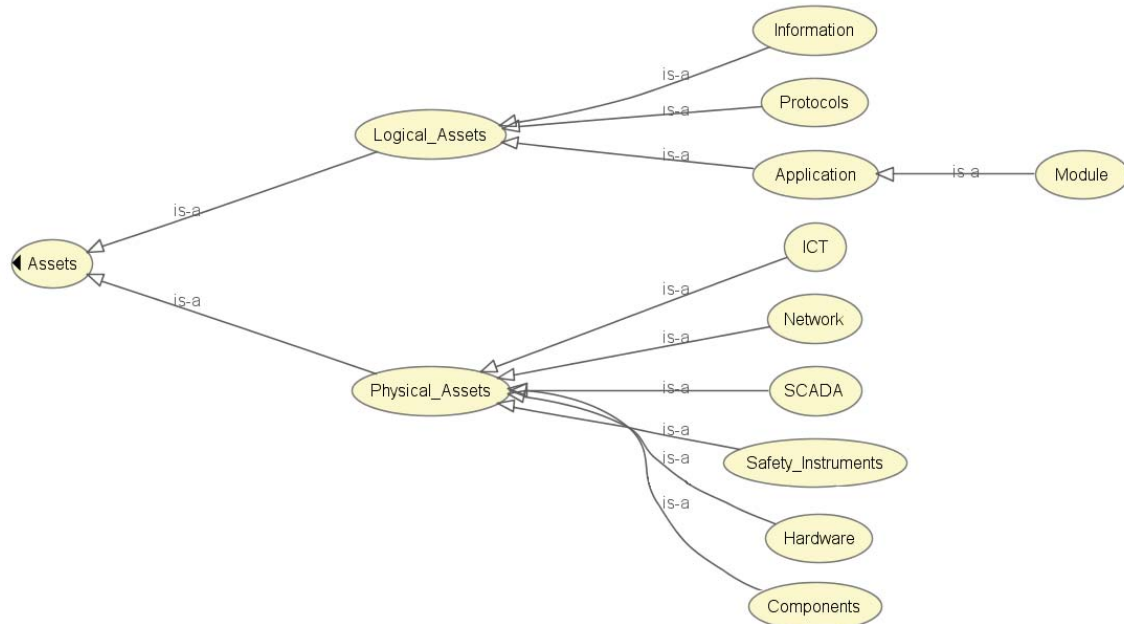 Information
is-a
is-a
Protocols
Logical_Assets
is-a
Application
is-a
Module
is-a
ICT
Assets
is-a
is-a
Network
is-a
Physical_Assets
is-a
SCADA
is-a
Safety_Instruments
is-a
is-a
Hardware
Components